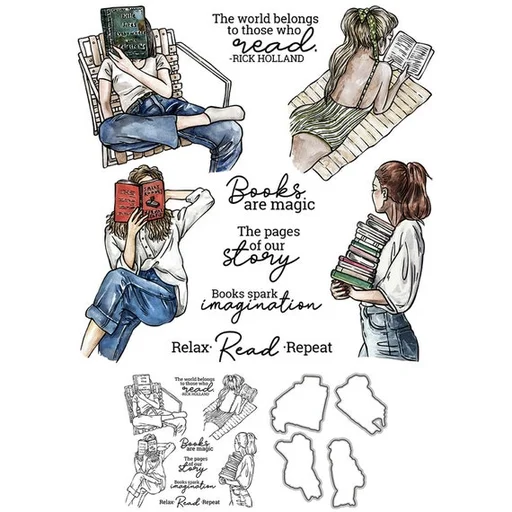 The world belongs
to those who
read.
-RICK HOLLAND
Books
are magic
The pages
of our
story
Books spark
imagination
Relax· Read ·Repeat
The world belongs
to those who
read.
-RICK HOLLAND
Books
are magic
The pages
of our
story
Books spark
imagination
Relax· Read ·Repeat